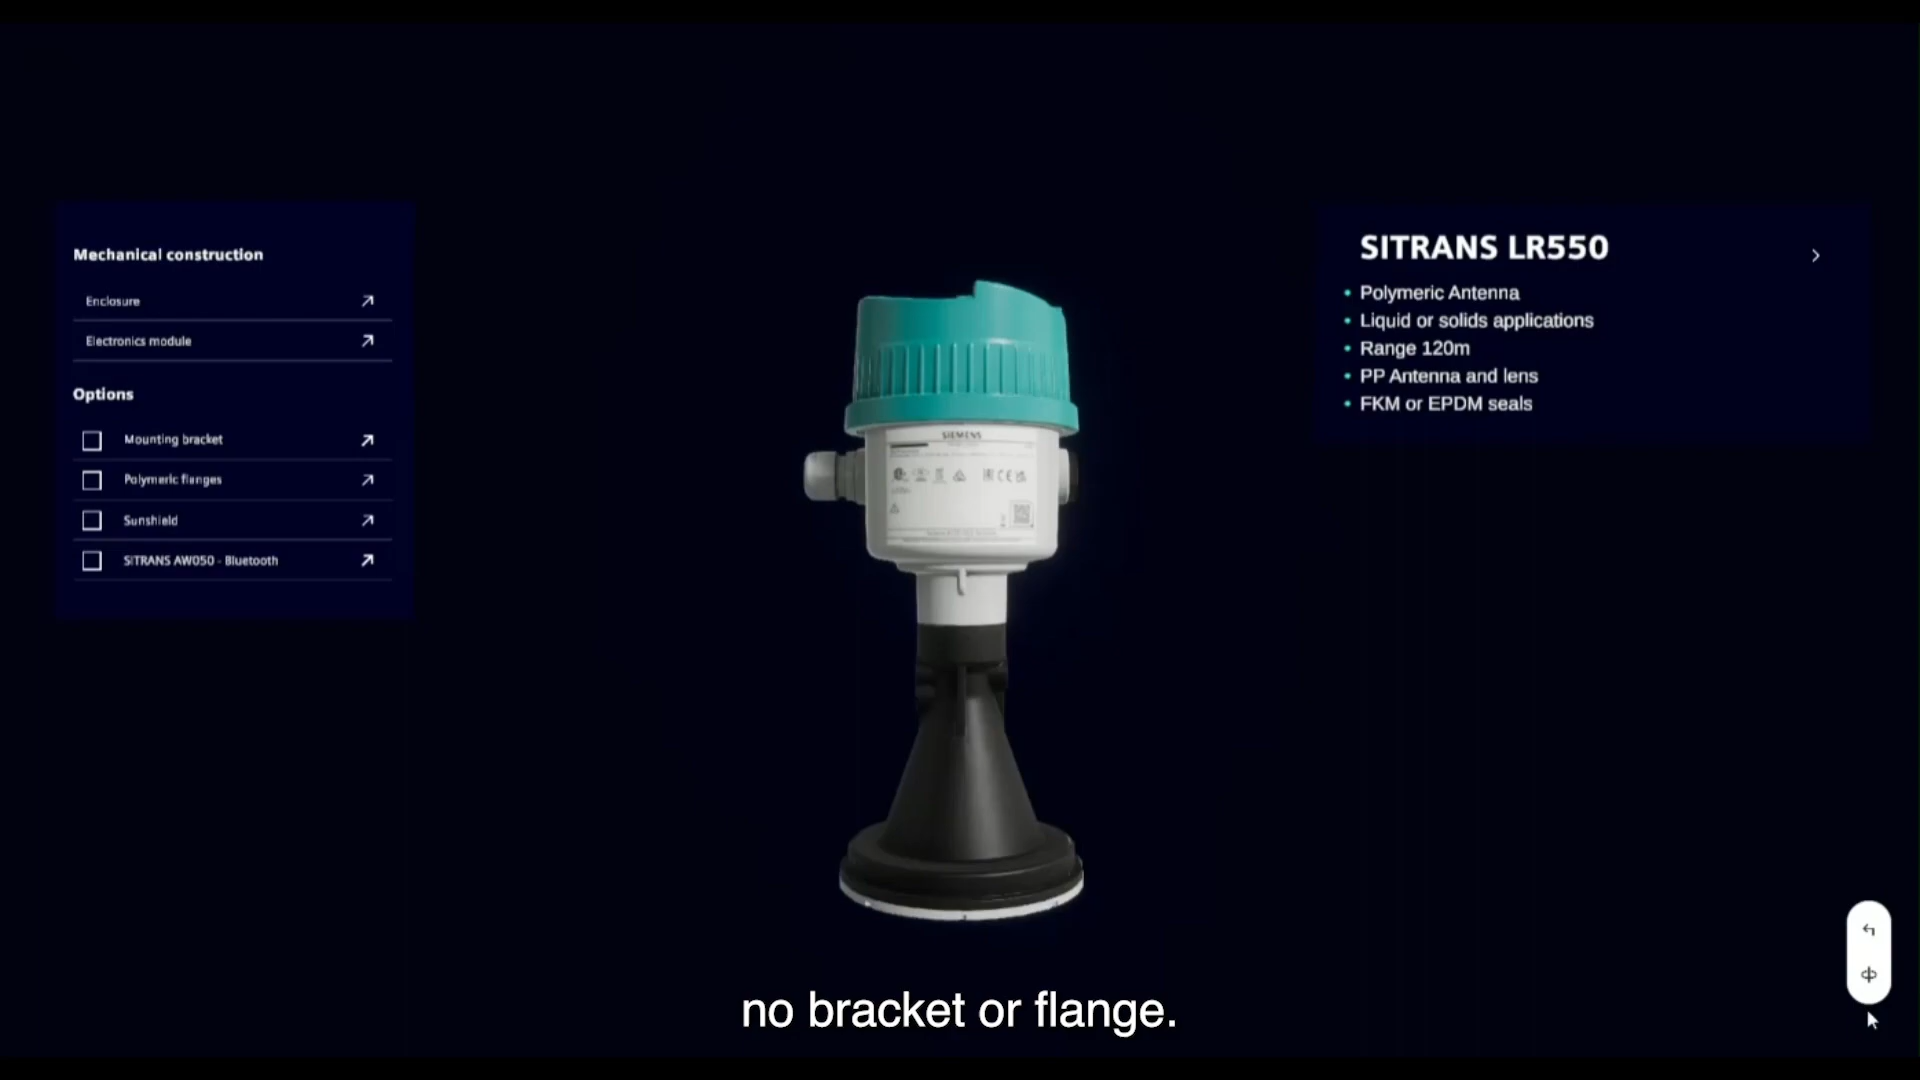 Mechanical construction
Enclosure
Electronics module
Options
Mounting bracket
Polymeric flanges
Sunshield
SITRANS AW050 - Bluetooth
SIEMENS
SITRANS LR550
• Polymeric Antenna
• Liquid or solids applications
• Range 120m
• PP Antenna and lens
• FKM or EPDM seals
no bracket or flange.